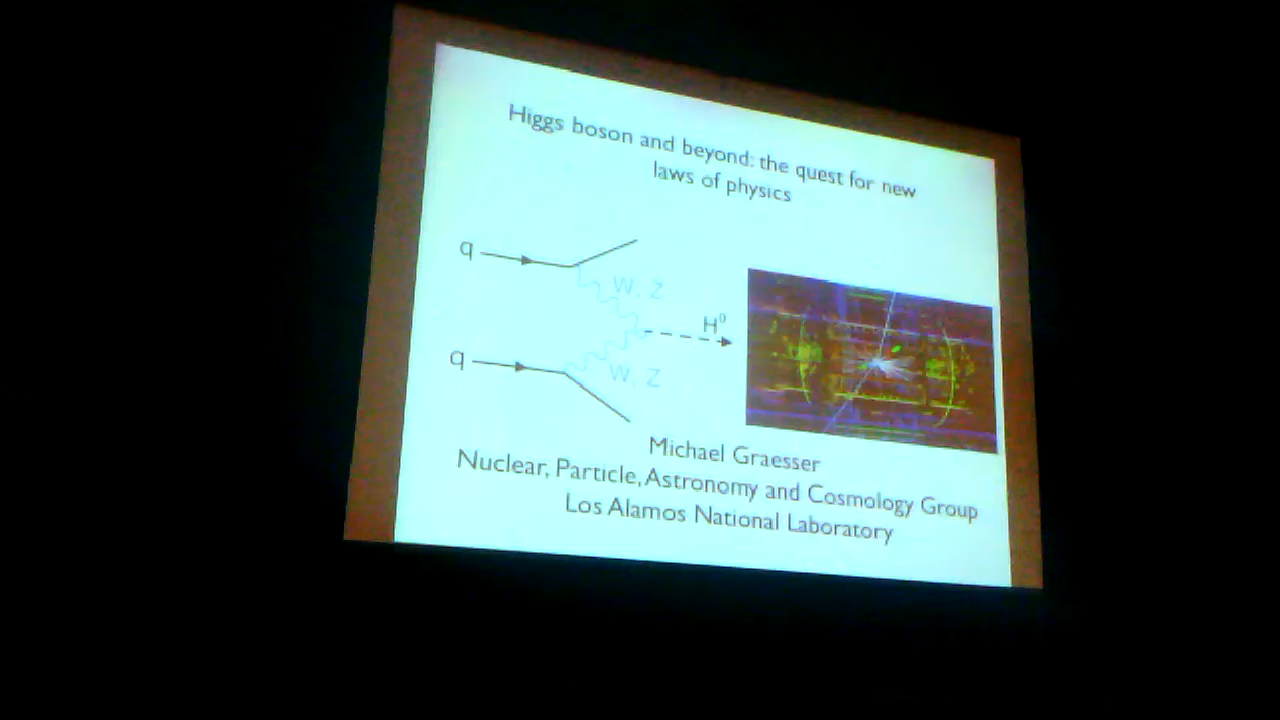 Higgs boson and beyond: the quest for new
laws of physics
q
W, Z
H⁰
q
W, Z
Michael Graesser
Nuclear, Particle, Astronomy and Cosmology Group
Los Alamos National Laboratory